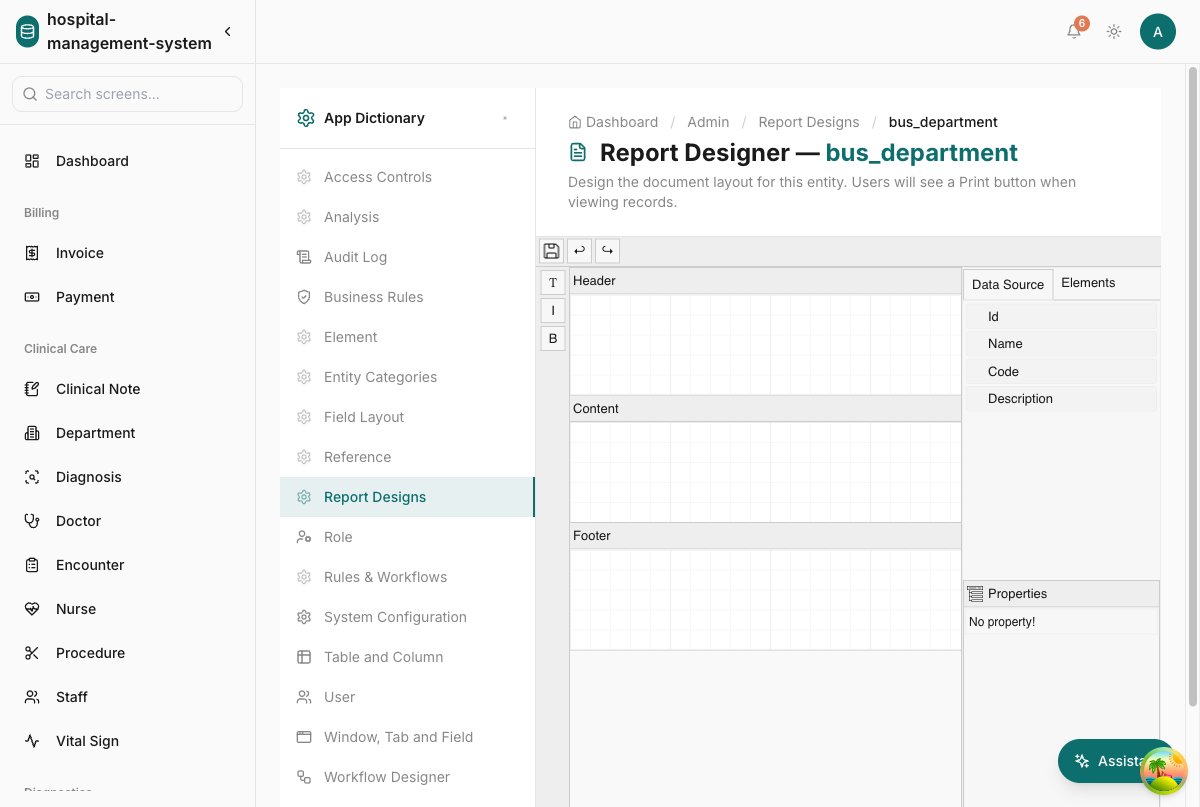 hospital-
management-system
6
A
Search screens...
Dashboard
Billing
Invoice
Payment
Clinical Care
Clinical Note
Department
Diagnosis
Doctor
Encounter
Nurse
Procedure
Staff
Vital Sign
App Dictionary
Access Controls
Analysis
Audit Log
Business Rules
Element
Entity Categories
Field Layout
Reference
Report Designs
Role
Rules & Workflows
System Configuration
Table and Column
User
Window, Tab and Field
Workflow Designer
Dashboard / Admin / Report Designs / bus_department
Report Designer — bus_department
Design the document layout for this entity. Users will see a Print button when
viewing records.
T
I
B
Header
Content
Footer
Data Source
Elements
Id
Name
Code
Description
Properties
No property!